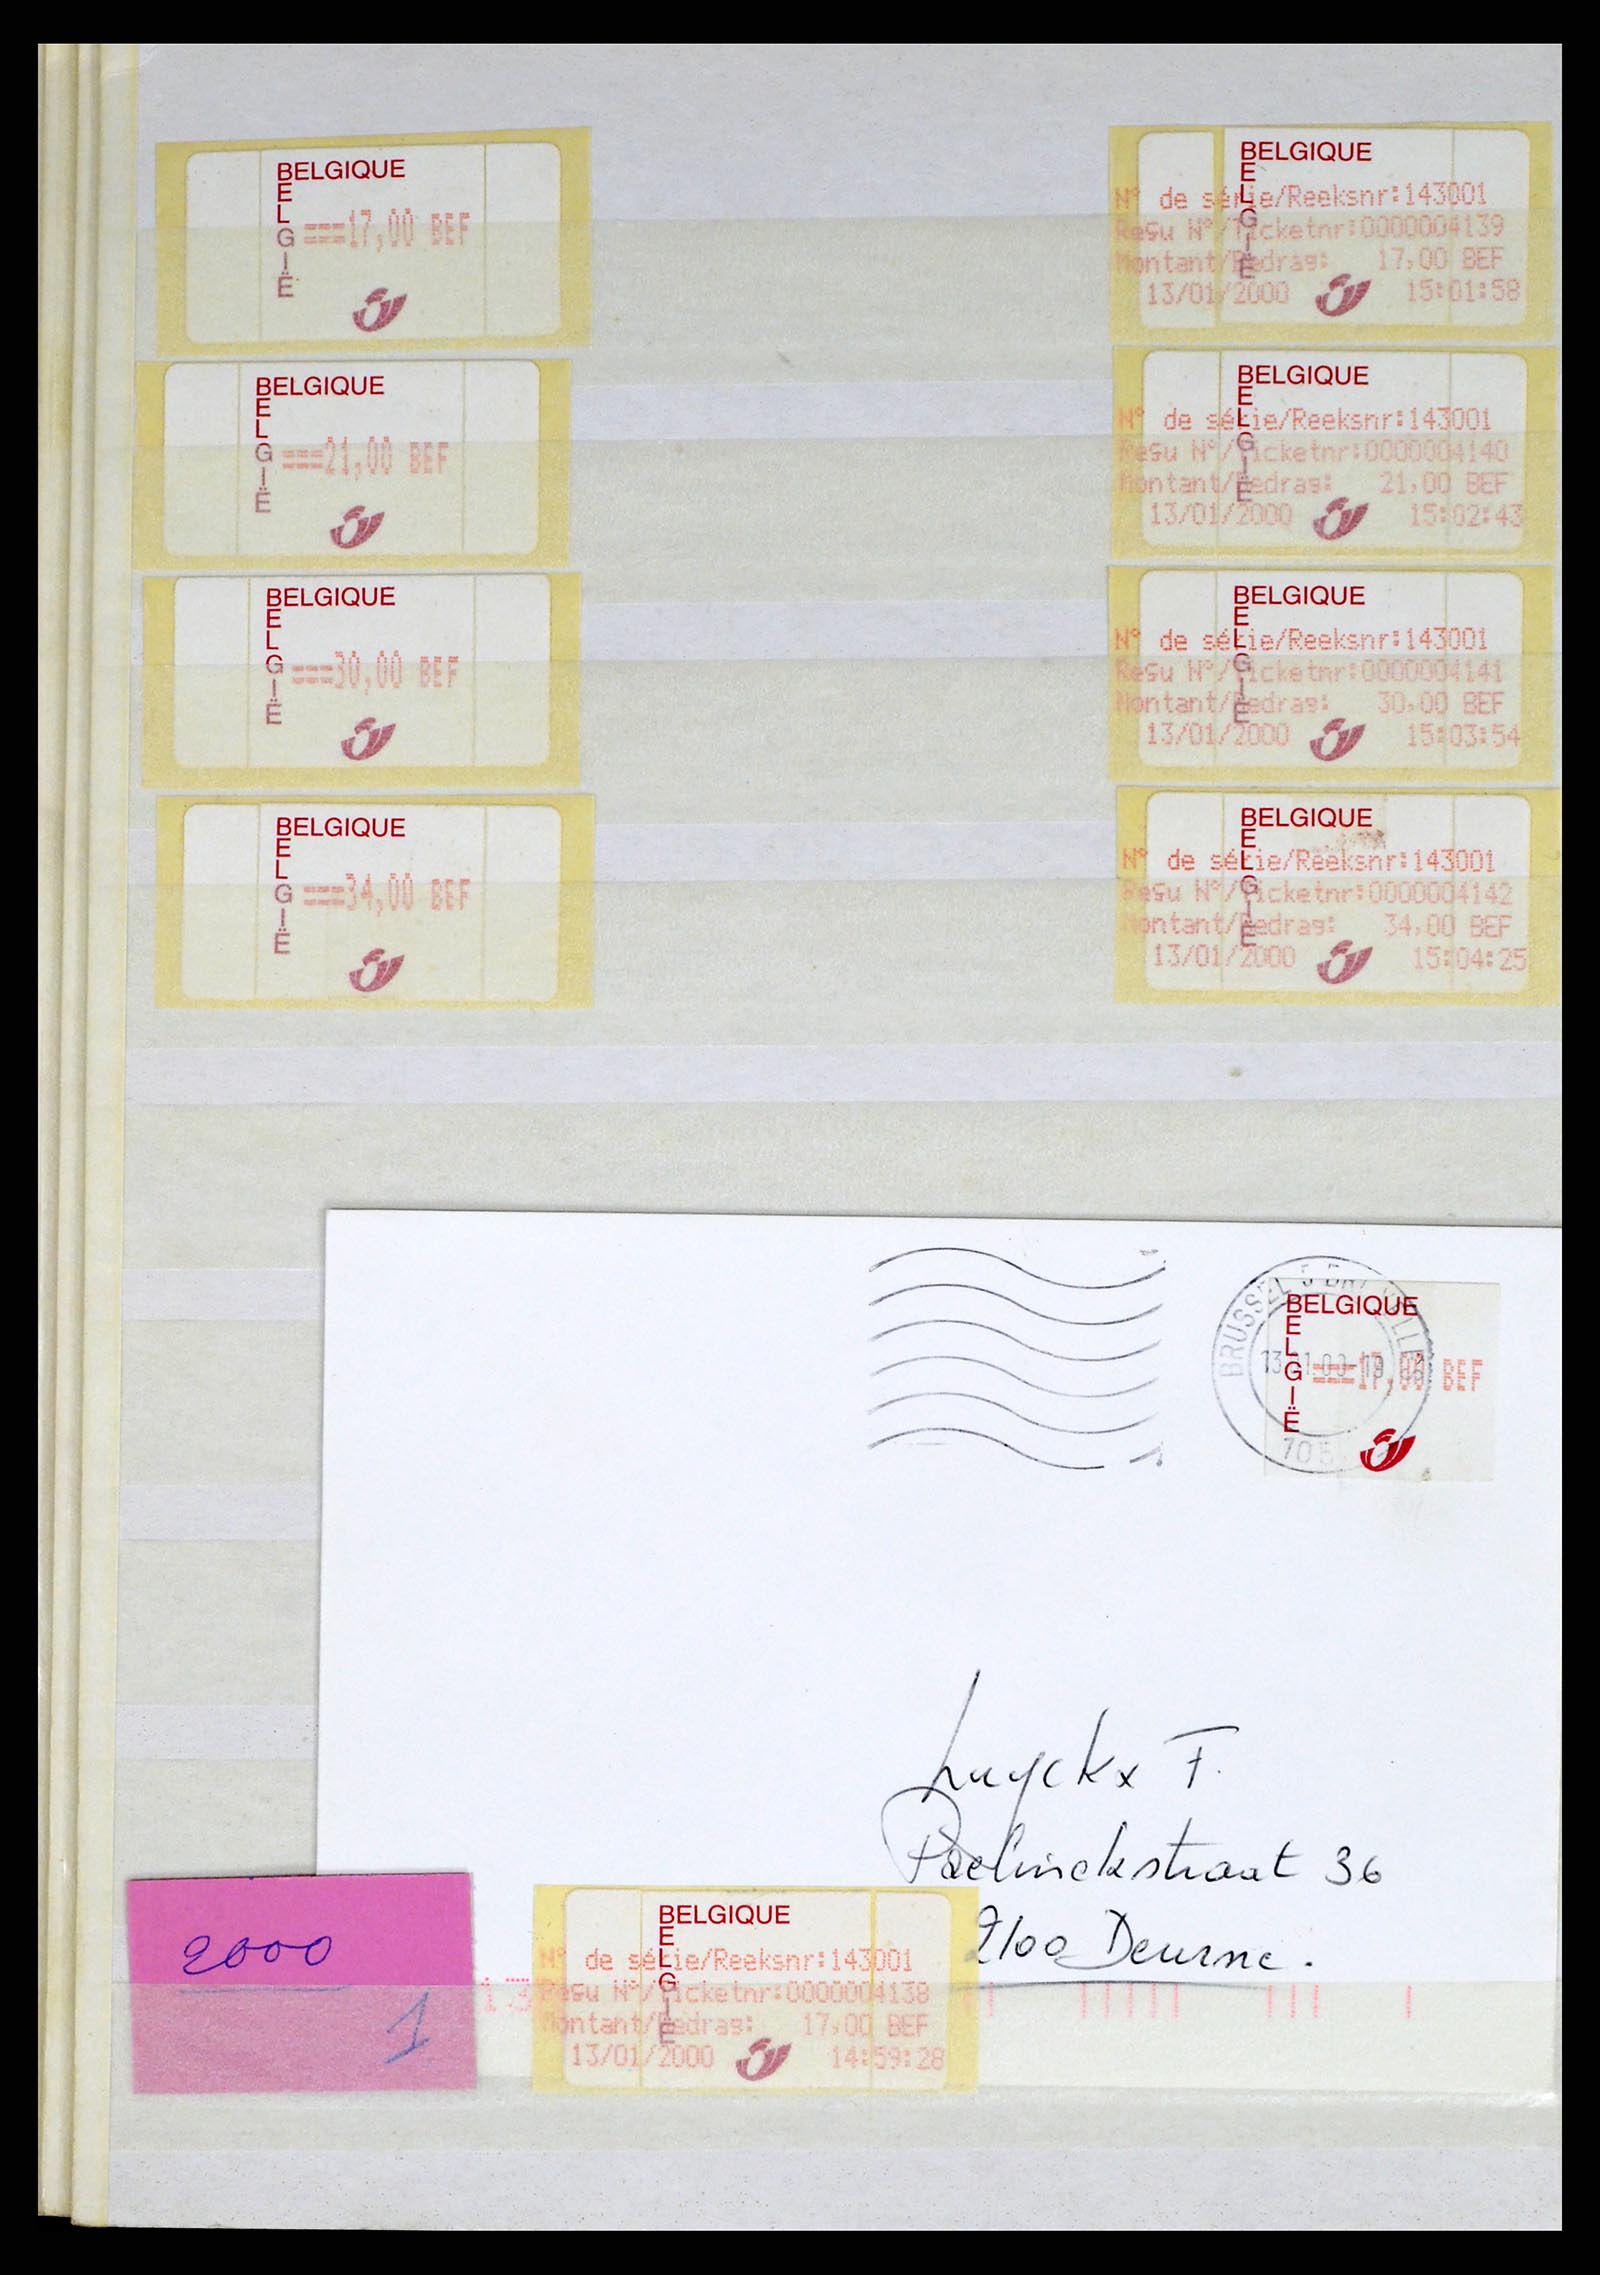 BELGIQUE
BELGIË
===17,00 BEF
BELGIQUE
BELGIË
N° de série/Reeksnr:143001
Reçu N°/Ticketnr:0000004139
Montant/Bedrag: 17,00 BEF
13/01/2000 15:01:58
BELGIQUE
BELGIË
===21,00 BEF
BELGIQUE
BELGIË
N° de série/Reeksnr:143001
Reçu N°/Ticketnr:0000004140
Montant/Bedrag: 21,00 BEF
13/01/2000 15:02:43
BELGIQUE
BELGIË
===30,00 BEF
BELGIQUE
BELGIË
N° de série/Reeksnr:143001
Reçu N°/Ticketnr:0000004141
Montant/Bedrag: 30,00 BEF
13/01/2000 15:03:54
BELGIQUE
BELGIË
===34,00 BEF
BELGIQUE
BELGIË
N° de série/Reeksnr:143001
Reçu N°/Ticketnr:0000004142
Montant/Bedrag: 34,00 BEF
13/01/2000 15:04:25
BRUSSEL
BELGIQUE
BELGIË
===17,00 BEF
Luyckx F.
Paelinckstraat 36
2100 Deurne.
2000
1
13
BELGIQUE
BELGIË
N° de série/Reeksnr:143001
Reçu N°/Ticketnr:0000004138
Montant/Bedrag: 17,00 BEF
13/01/2000 14:59:28